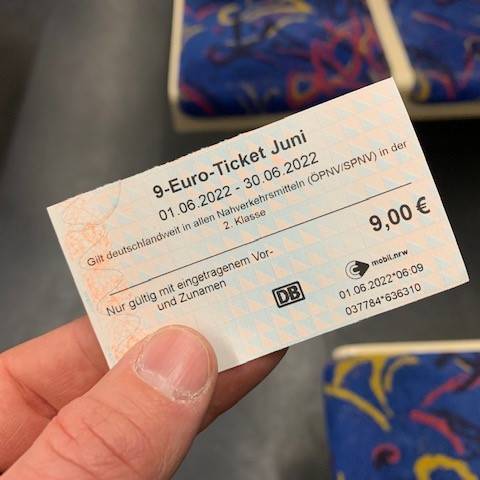 9-Euro-Ticket Juni
01.06.2022 - 30.06.2022
Gilt deutschlandweit in allen Nahverkehrsmitteln (ÖPNV/SPNV) in der
2. Klasse
9,00 €
Nur gültig mit eingetragenem Vor-
und Zunamen
DB
mobil.nrw
01.06.2022*06:09
037784*636310